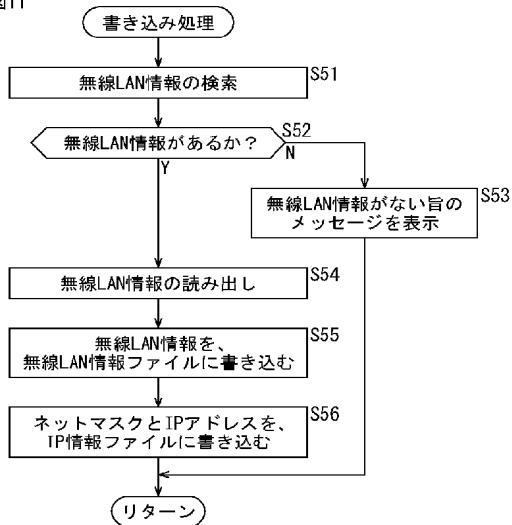 図11
書き込み処理
無線LAN情報の検索
S51
無線LAN情報があるか？
S52
N
Y
無線LAN情報がない旨の
メッセージを表示
S53
無線LAN情報の読み出し
S54
無線LAN情報を、
無線LAN情報ファイルに書き込む
S55
ネットマスクとIPアドレスを、
IP情報ファイルに書き込む
S56
リターン